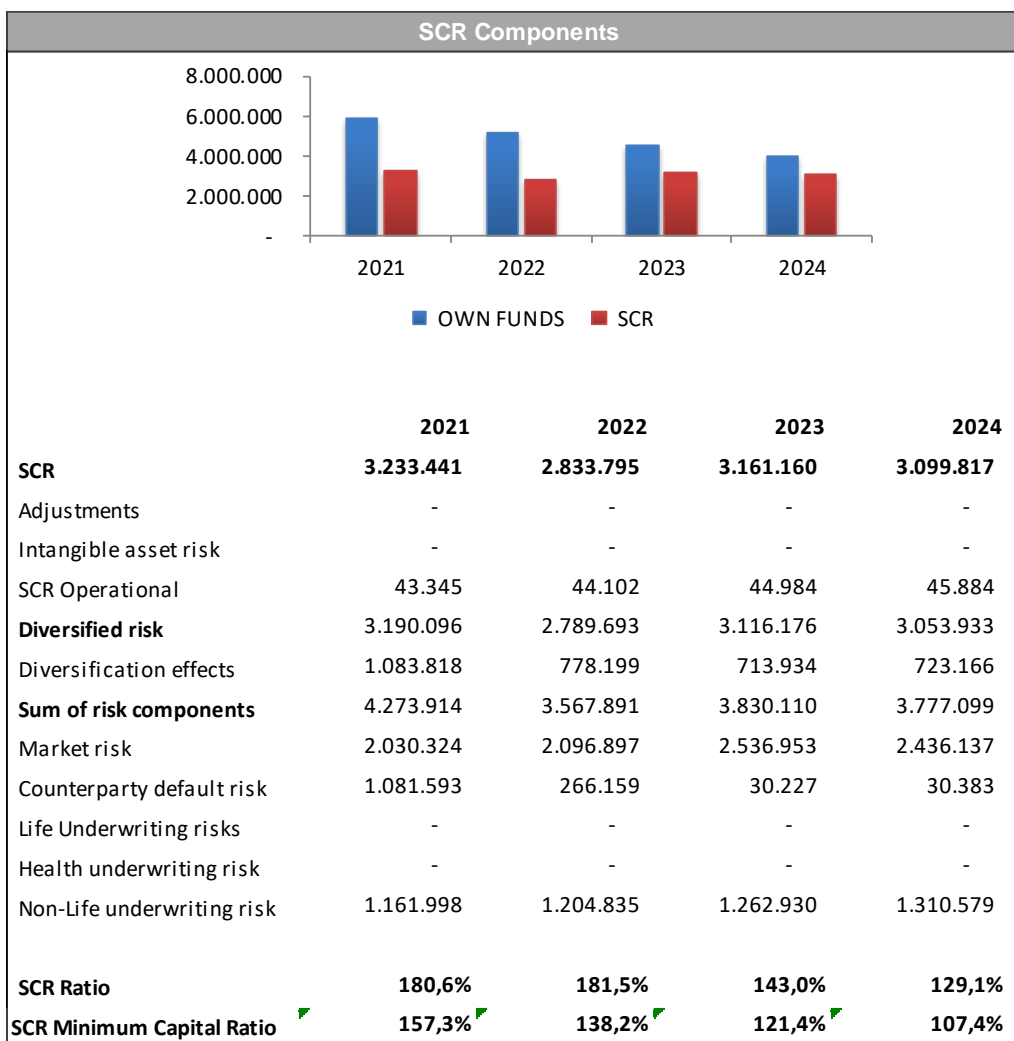 SCR Components
8.000.000
6.000.000
4.000.000
2.000.000
-
2021 2022 2023 2024
OWN FUNDS SCR
2021 2022 2023 2024
SCR 3.233.441 2.833.795 3.161.160 3.099.817
Adjustments - - - -
Intangible asset risk - - - -
SCR Operational 43.345 44.102 44.984 45.884
Diversified risk 3.190.096 2.789.693 3.116.176 3.053.933
Diversification effects 1.083.818 778.199 713.934 723.166
Sum of risk components 4.273.914 3.567.891 3.830.110 3.777.099
Market risk 2.030.324 2.096.897 2.536.953 2.436.137
Counterparty default risk 1.081.593 266.159 30.227 30.383
Life Underwriting risks - - - -
Health underwriting risk - - - -
Non-Life underwriting risk 1.161.998 1.204.835 1.262.930 1.310.579
SCR Ratio 180,6% 181,5% 143,0% 129,1%
SCR Minimum Capital Ratio 157,3% 138,2% 121,4% 107,4%